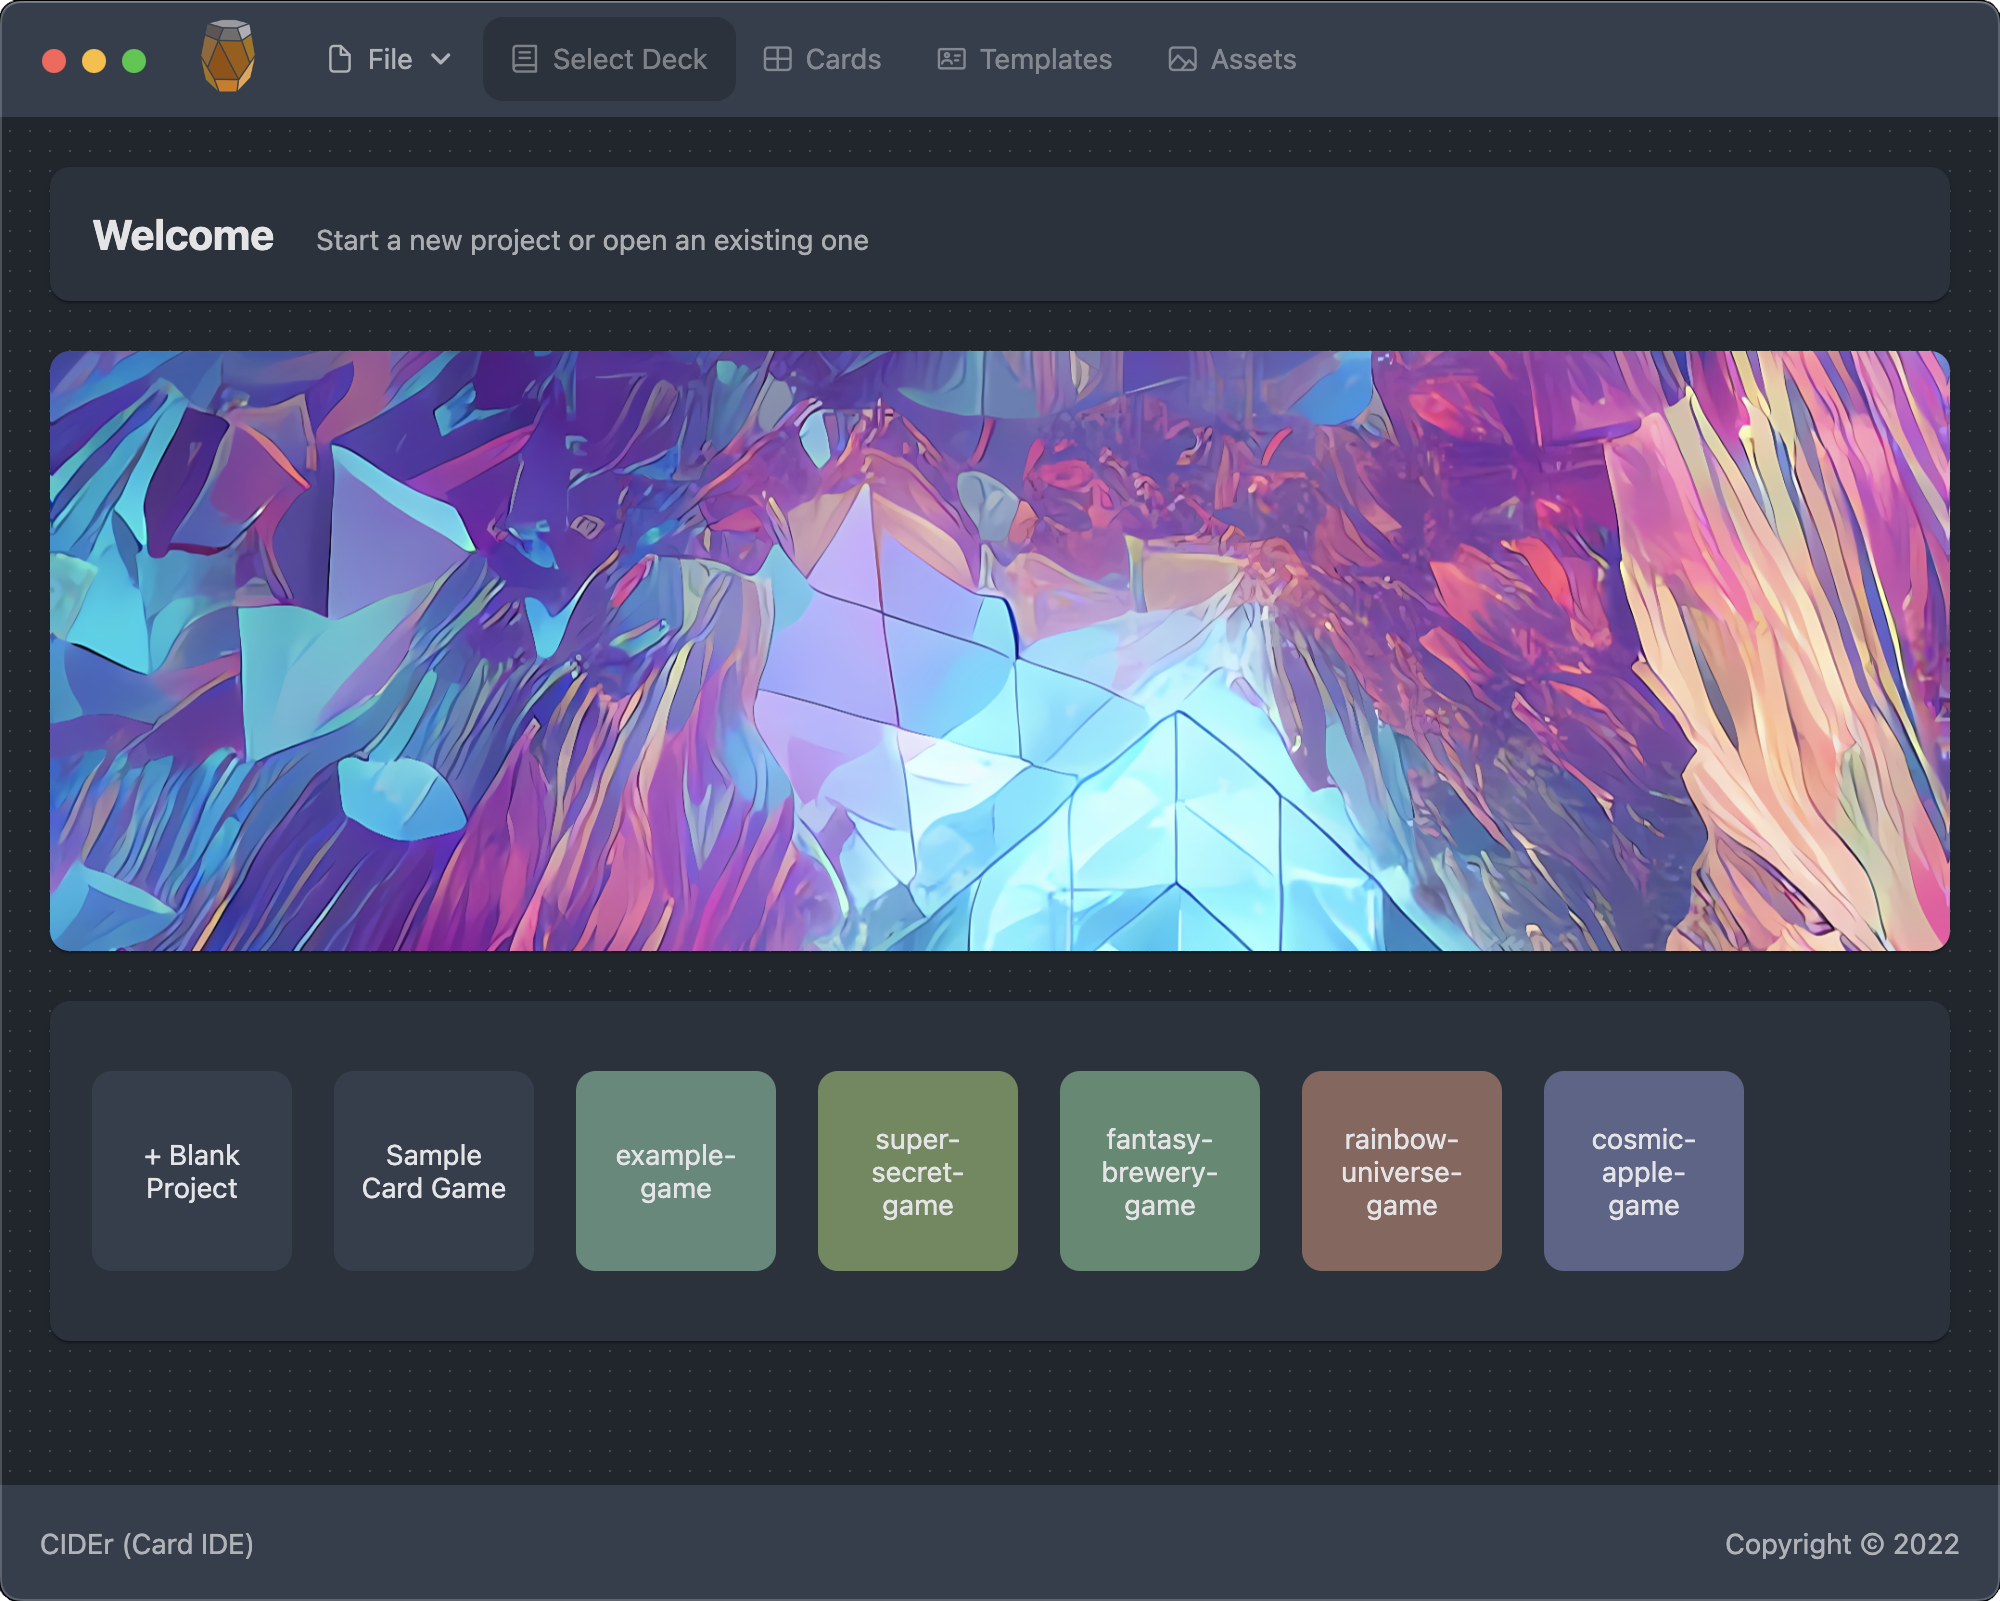 File
Select Deck
Cards
Templates
Assets
Welcome
Start a new project or open an existing one
+ Blank
Project
Sample
Card Game
example-
game
super-
secret-
game
fantasy-
brewery-
game
rainbow-
universe-
game
cosmic-
apple-
game
CIDEr (Card IDE)
Copyright © 2022